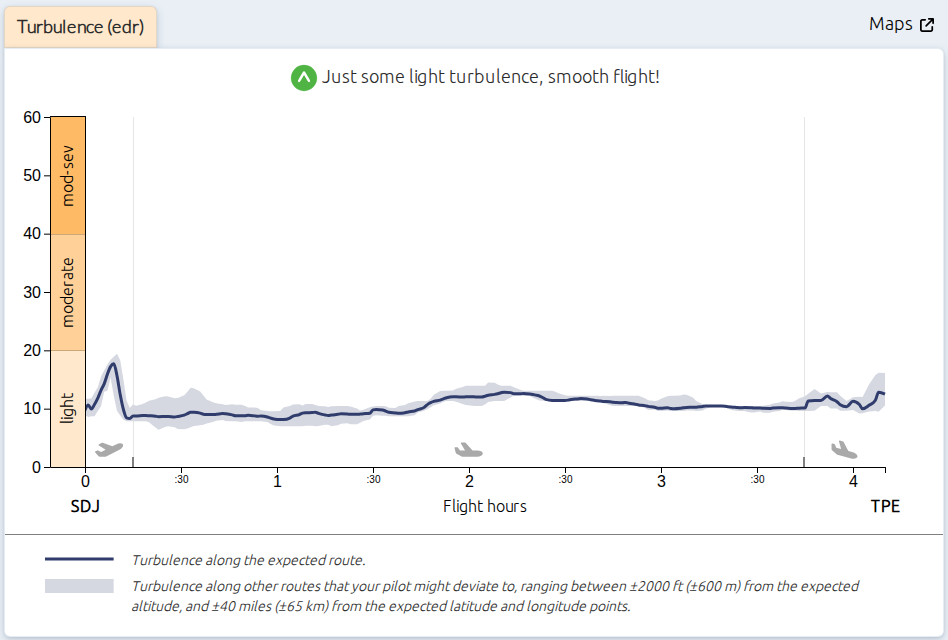 Turbulence (edr)
Maps
Just some light turbulence, smooth flight!
60
50
40
30
20
10
0
mod-sev
moderate
light
0 :30 1 :30 2 :30 3 :30 4
SDJ Flight hours TPE
Turbulence along the expected route.
Turbulence along other routes that your pilot might deviate to, ranging between ±2000 ft (±600 m) from the expected
altitude, and ±40 miles (±65 km) from the expected latitude and longitude points.